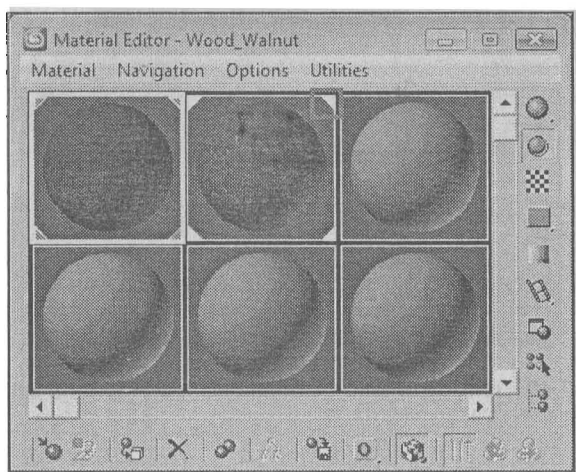 Material Editor - Wood_Walnut
Material Navigation Options Utilities